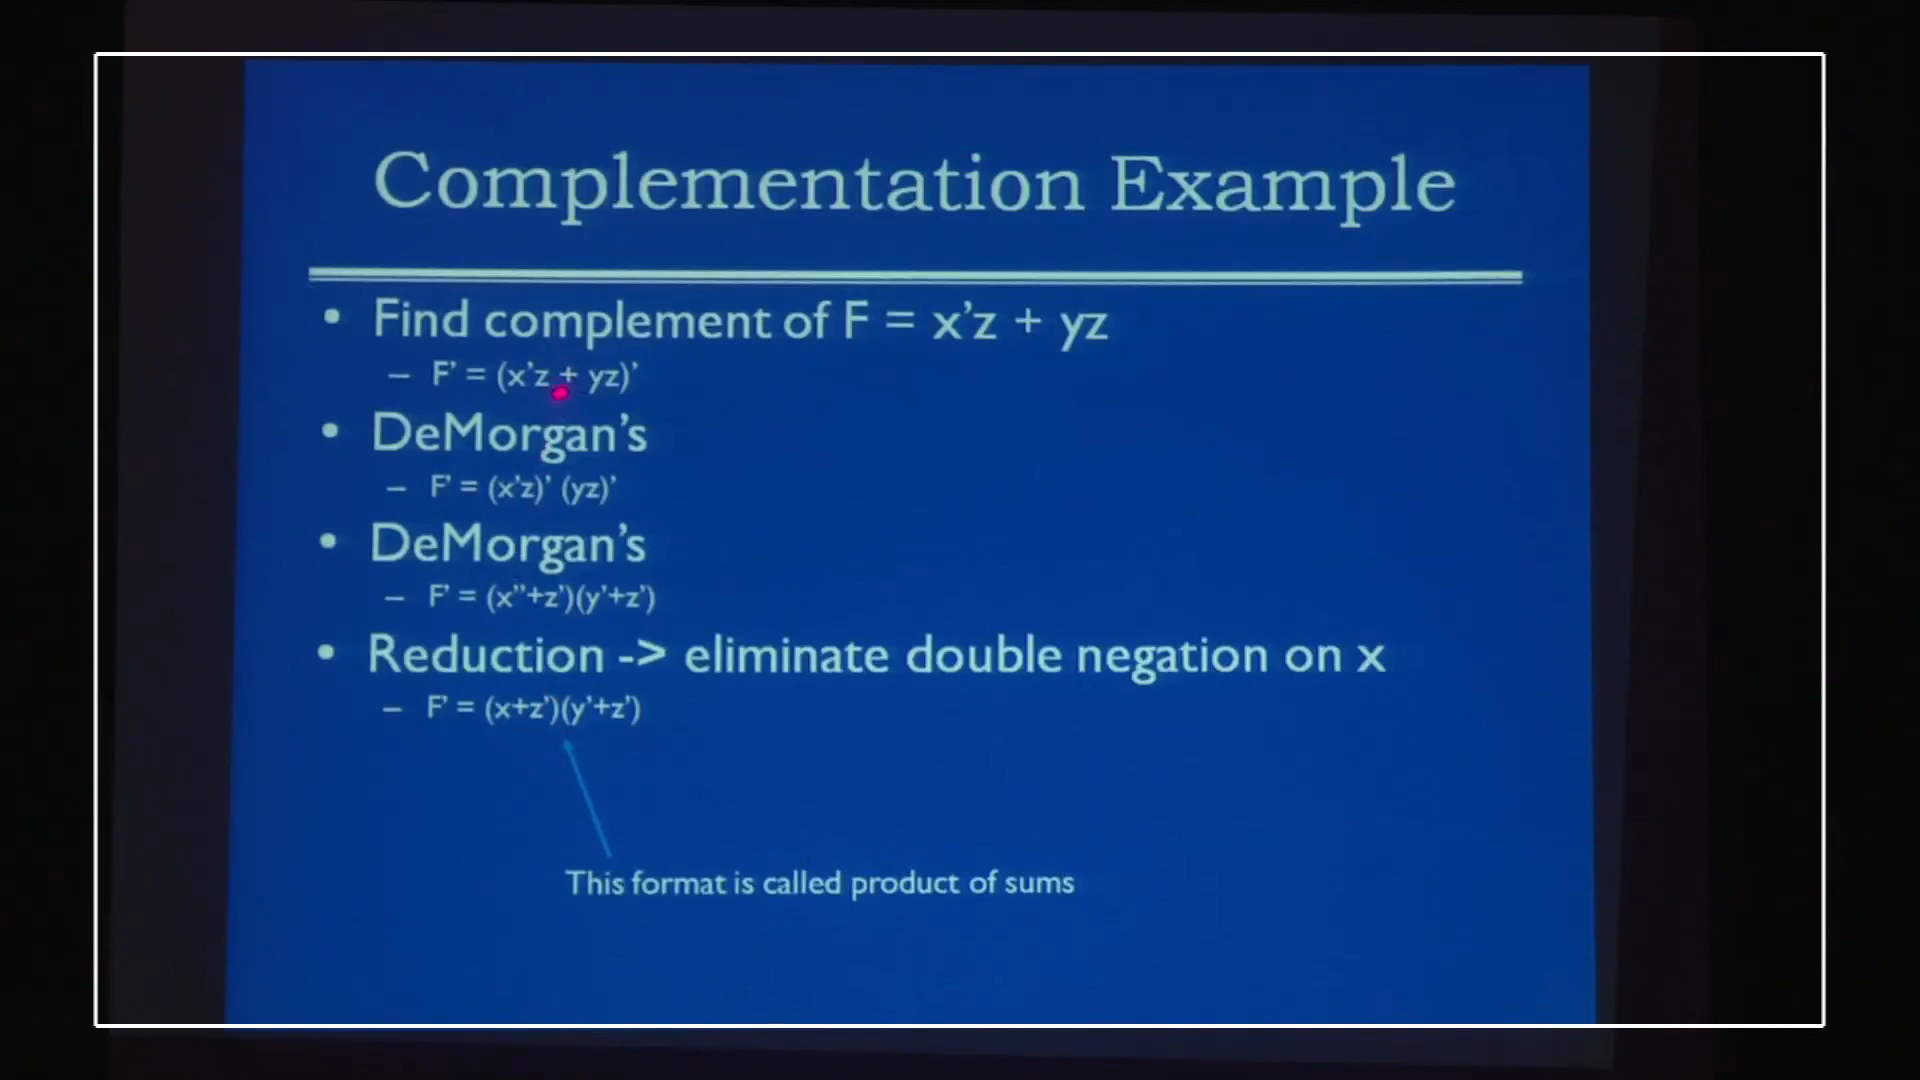 Complementation Example
• Find complement of F = x’z + yz
– F’ = (x’z + yz)’
• DeMorgan’s
– F’ = (x’z)’ (yz)’
• DeMorgan’s
– F’ = (x’’+z’)(y’+z’)
• Reduction -> eliminate double negation on x
– F’ = (x+z’)(y’+z’)
This format is called product of sums